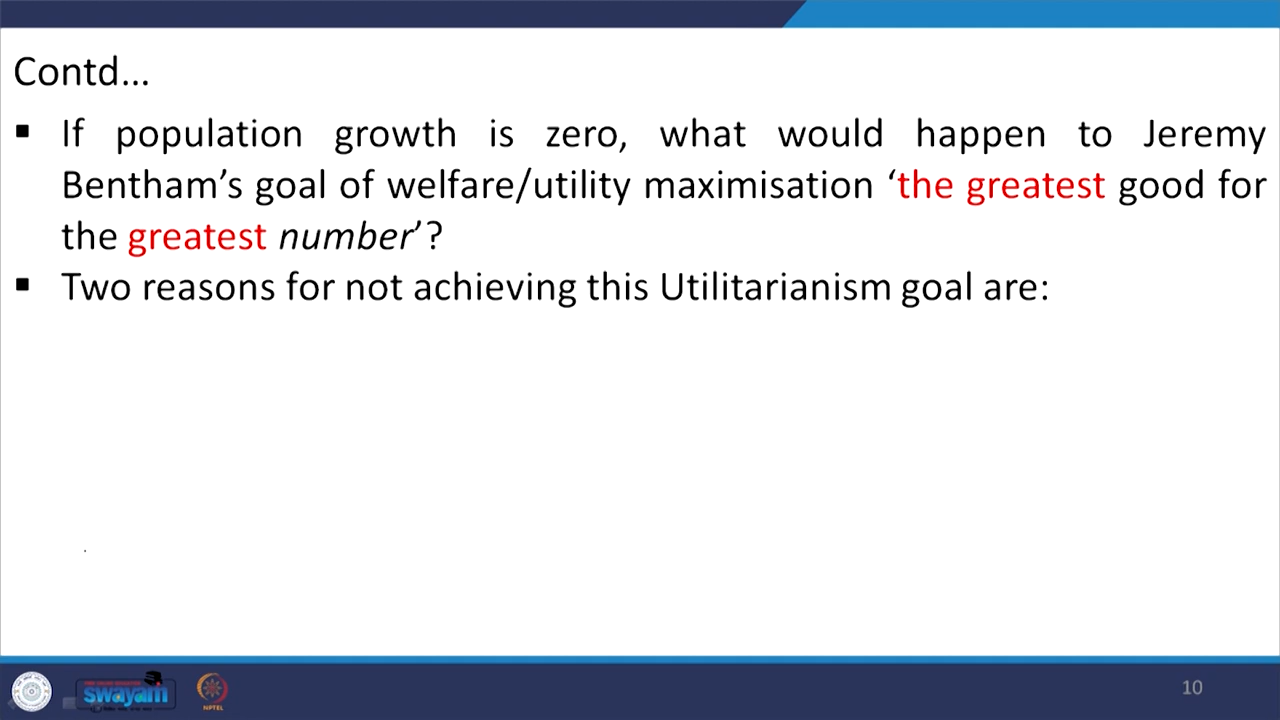 Contd...
▪ If population growth is zero, what would happen to Jeremy
Bentham’s goal of welfare/utility maximisation ‘the greatest good for
the greatest number’?
▪ Two reasons for not achieving this Utilitarianism goal are:
swayam
NPTEL
10